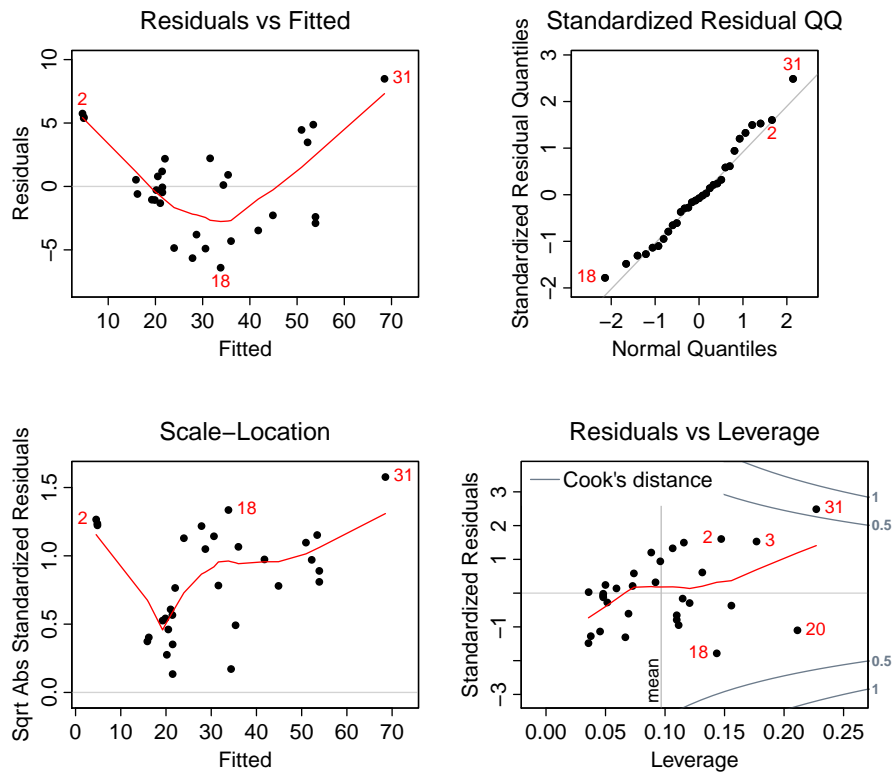 Residuals vs Fitted
Residuals
10
5
0
−5
2
31
18
0 10 20 30 40 50 60 70
Fitted
Standardized Residual QQ
Standardized Residual Quantiles
3
2
1
0
−1
−2
31
2
18
−2 −1 0 1 2
Normal Quantiles
Scale−Location
Sqrt Abs Standardized Residuals
1.5
1.0
0.5
0.0
31
18
2
0 10 20 30 40 50 60 70
Fitted
Residuals vs Leverage
Standardized Residuals
3
2
1
−1
−3
Cook's distance
1
0.5
31
2
3
18
20
mean
0.5
1
0.00 0.05 0.10 0.15 0.20 0.25
Leverage